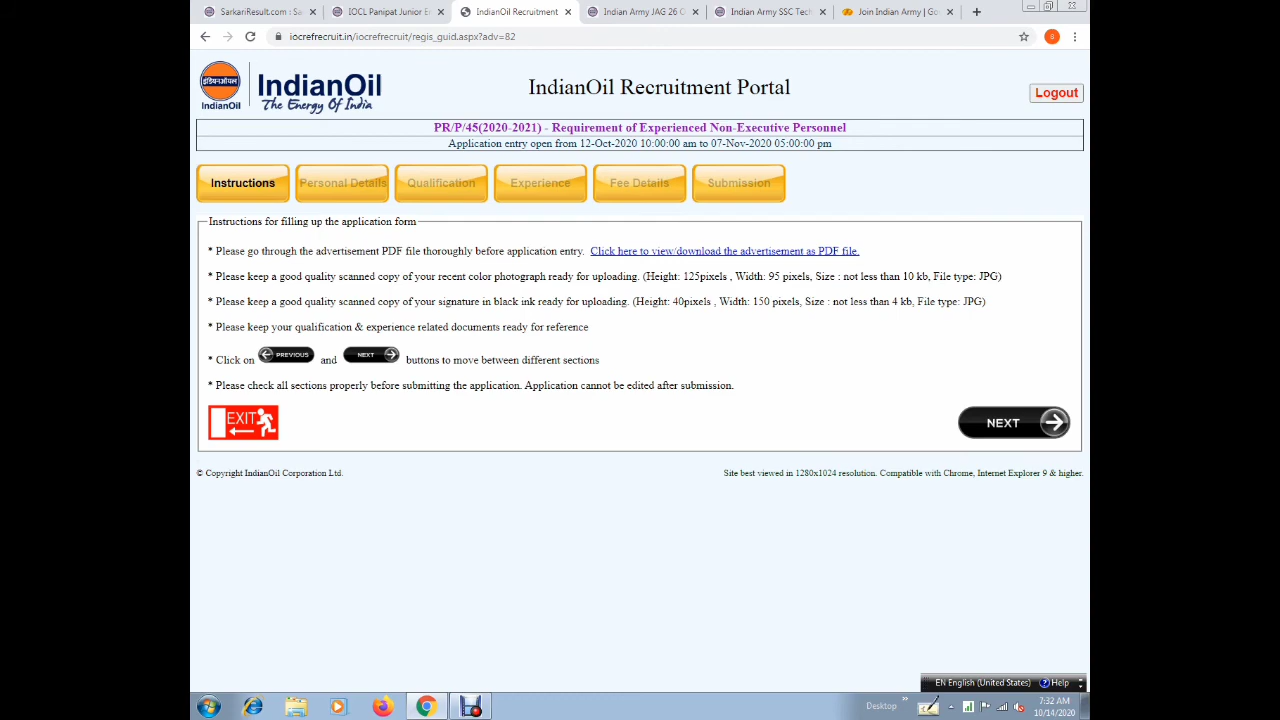 SarkariResult.com : Sa
IOCL Panipat Junior E
IndianOil Recruitment
Indian Army JAG 26 C
Indian Army SSC Tech
Join Indian Army | Go
iocrefrecruit.in/iocrefrecruit/regis_guid.aspx?adv=82
S
इंडियनऑयल
IndianOil
IndianOil
The Energy Of India
IndianOil Recruitment Portal
Logout
PR/P/45(2020-2021) - Requirement of Experienced Non-Executive Personnel
Application entry open from 12-Oct-2020 10:00:00 am to 07-Nov-2020 05:00:00 pm
Instructions Personal Details Qualification Experience Fee Details Submission
Instructions for filling up the application form
* Please go through the advertisement PDF file thoroughly before application entry. Click here to view/download the advertisement as PDF file.
* Please keep a good quality scanned copy of your recent color photograph ready for uploading. (Height: 125pixels , Width: 95 pixels, Size : not less than 10 kb, File type: JPG)
* Please keep a good quality scanned copy of your signature in black ink ready for uploading. (Height: 40pixels , Width: 150 pixels, Size : not less than 4 kb, File type: JPG)
* Please keep your qualification & experience related documents ready for reference
* Click on PREVIOUS and NEXT buttons to move between different sections
* Please check all sections properly before submitting the application. Application cannot be edited after submission.
EXIT
NEXT
© Copyright IndianOil Corporation Ltd.
Site best viewed in 1280x1024 resolution. Compatible with Chrome, Internet Explorer 9 & higher.
EN English (United States) Help
Desktop
7:32 AM
10/14/2020